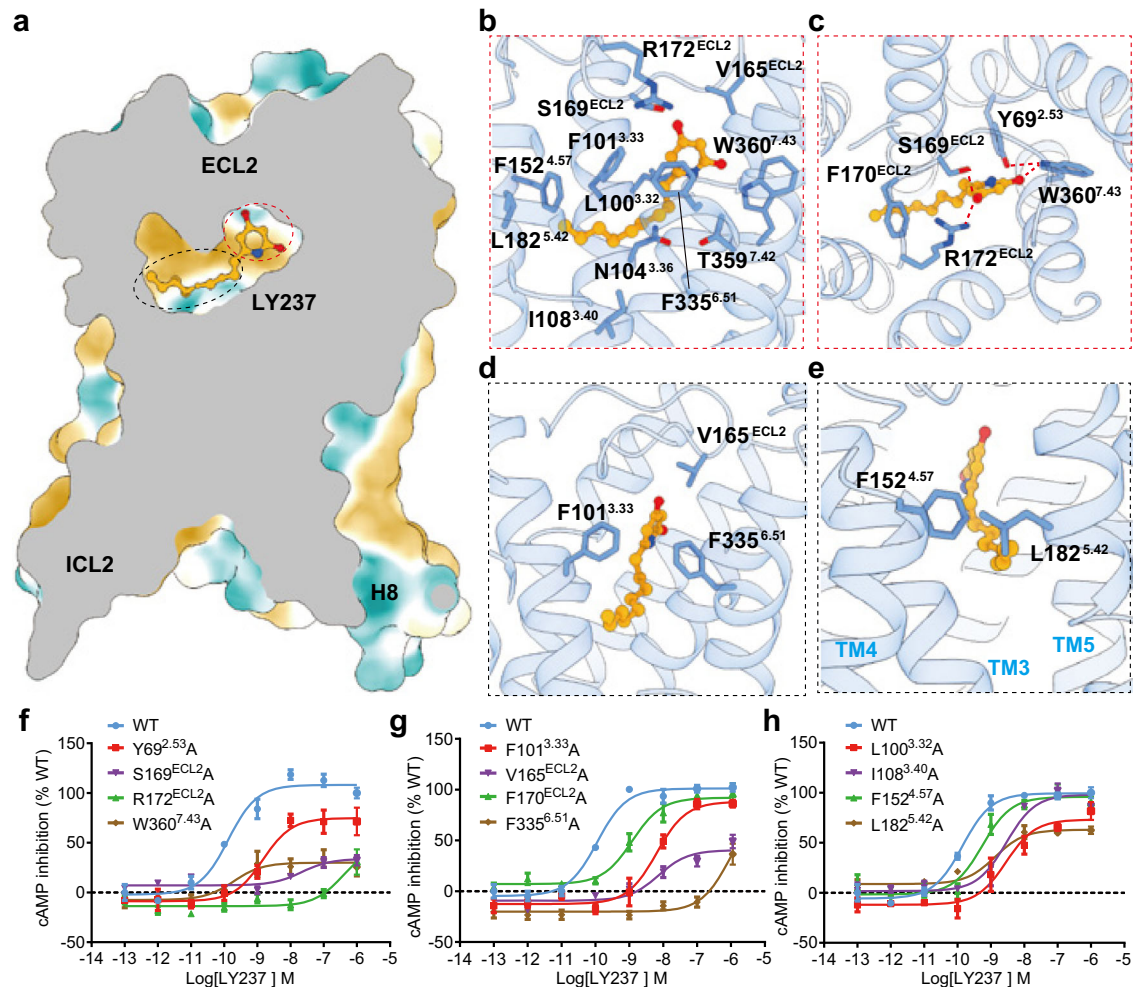 a
ECL2
LY237
ICL2
H8
b
R172ECL2
V165ECL2
S169ECL2
F1013.33
W3607.43
F1524.57
L1003.32
L1825.42
N1043.36
T3597.42
F3356.51
I1083.40
c
Y692.53
S169ECL2
F170ECL2
W3607.43
R172ECL2
d
V165ECL2
F1013.33
F3356.51
e
F1524.57
L1825.42
TM4
TM3
TM5
f
WT
Y692.53A
S169ECL2A
R172ECL2A
W3607.43A
cAMP inhibition (% WT)
150
100
50
0
-50
-14 -13 -12 -11 -10 -9 -8 -7 -6 -5
Log[LY237 ] M
g
WT
F1013.33A
V165ECL2A
F170ECL2A
F3356.51A
cAMP inhibition (% WT)
150
100
50
0
-50
-14 -13 -12 -11 -10 -9 -8 -7 -6 -5
Log[LY237 ] M
h
WT
L1003.32A
I1083.40A
F1524.57A
L1825.42A
cAMP inhibition (% WT)
150
100
50
0
-50
-14 -13 -12 -11 -10 -9 -8 -7 -6 -5
Log[LY237 ] M